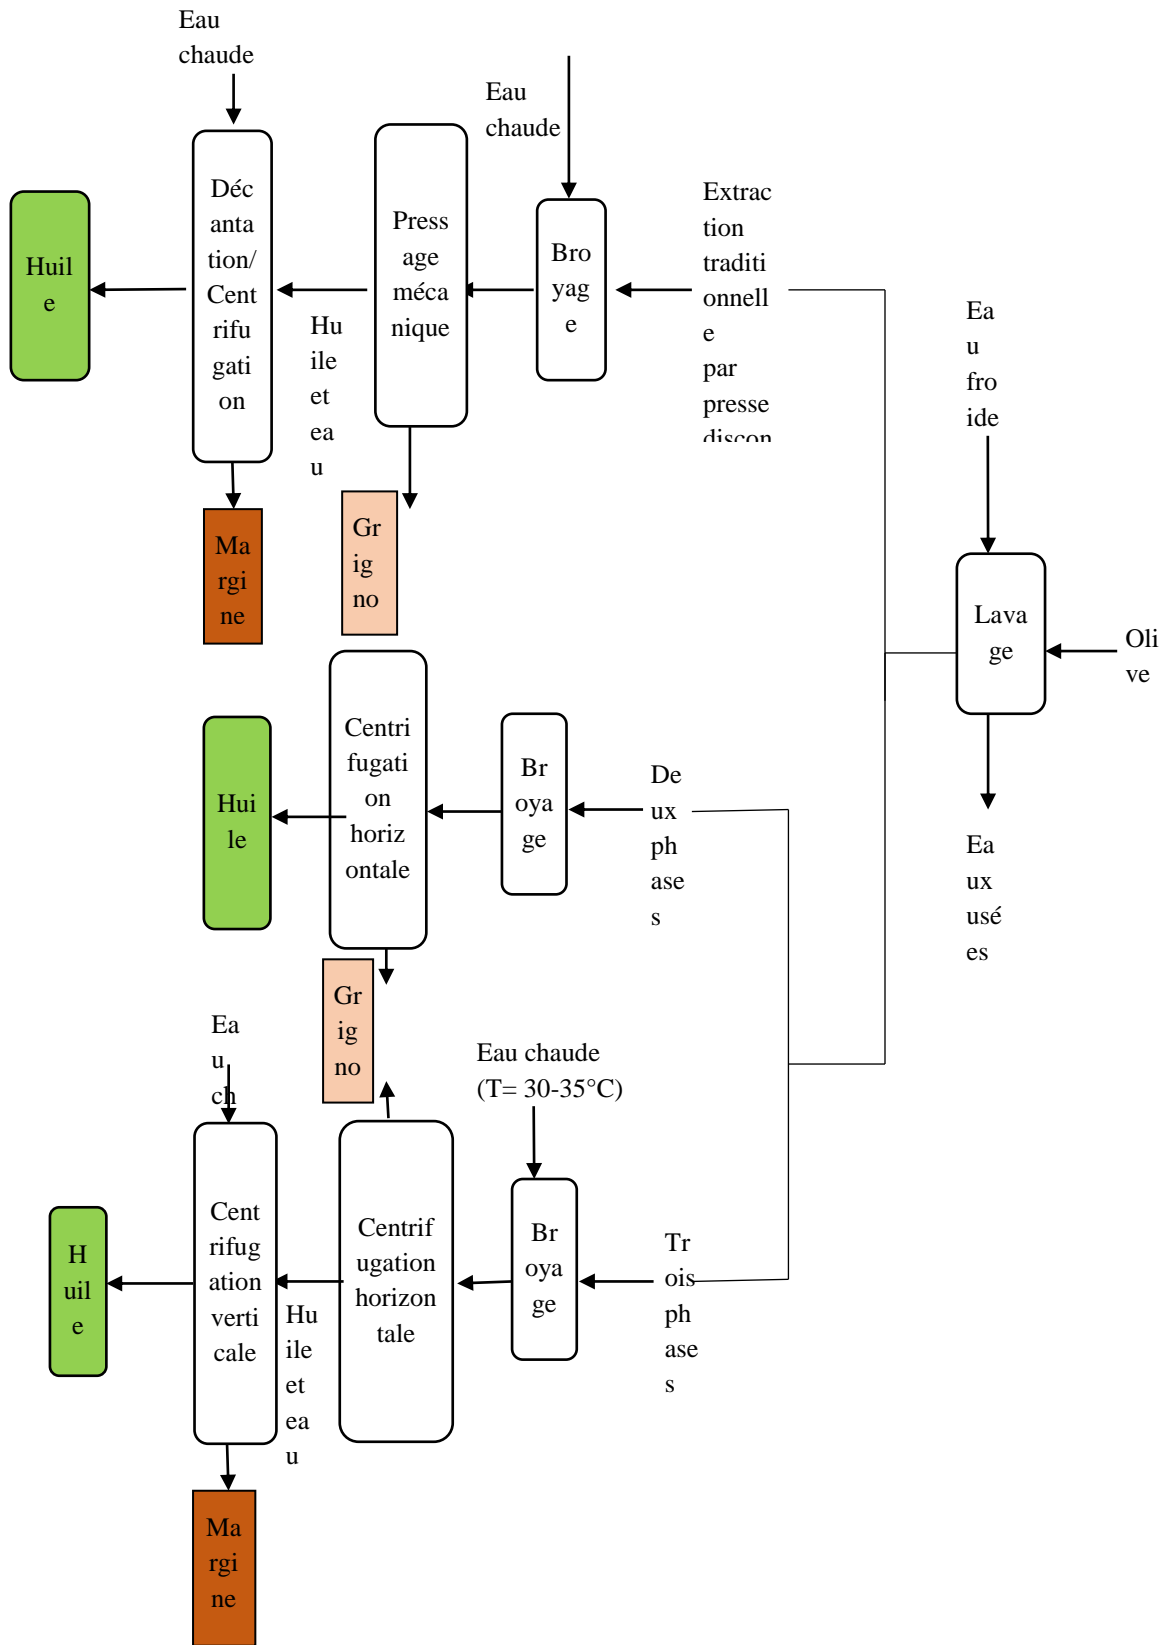 Eau
chaude
Eau
chaude
Déc
anta
tion/
Cent
rifu
gati
on
Press
age
méca
nique
Bro
yag
e
Extrac
tion
traditi
onnell
e
par
presse
discon
Huil
e
Hu
ile
et
ea
u
Ea
u
fro
ide
Ma
rgi
ne
Gr
ig
no
Lava
ge
Oli
ve
Centri
fugati
on
horiz
ontale
Br
oya
ge
De
ux
ph
ase
s
Hui
le
Ea
ux
usé
es
Gr
ig
no
Ea
u
ch
Eau chaude
(T= 30-35°C)
Cent
rifug
ation
verti
cale
Centrif
ugation
horizon
tale
Br
oya
ge
Tr
ois
ph
ase
s
H
uil
e
Hu
ile
et
ea
u
Ma
rgi
ne